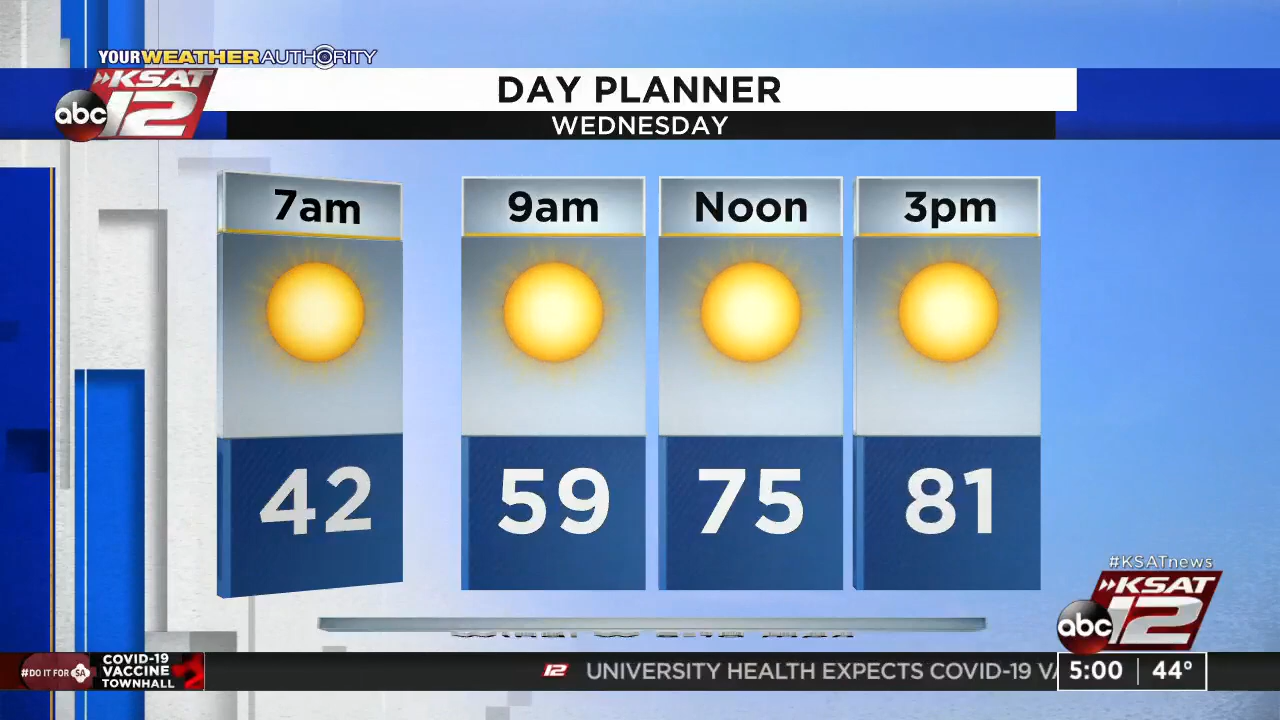 YOURWEATHERAUTHORITY
»KSAT
abc 12
DAY PLANNER
WEDNESDAY
7am 9am Noon 3pm
42 59 75 81
#KSATnews
»KSAT
abc 12
#DO IT FOR SA
COVID-19
VACCINE
TOWNHALL
12 UNIVERSITY HEALTH EXPECTS COVID-19
5:00 44°